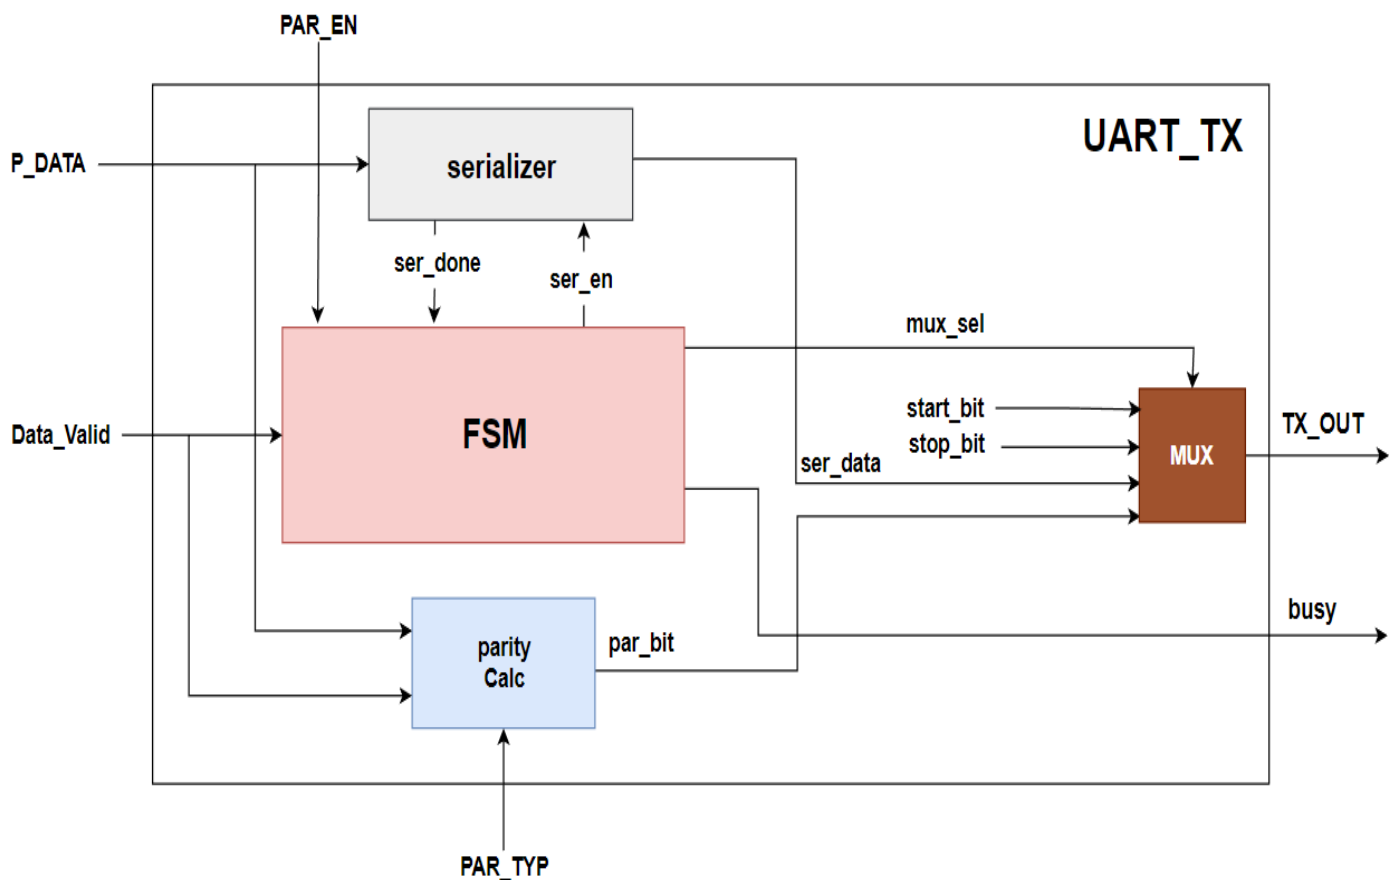 PAR_EN
UART_TX
P_DATA
serializer
ser_done
ser_en
mux_sel
FSM
Data_Valid
start_bit
stop_bit
ser_data
MUX
TX_OUT
parity
Calc
par_bit
busy
PAR_TYP